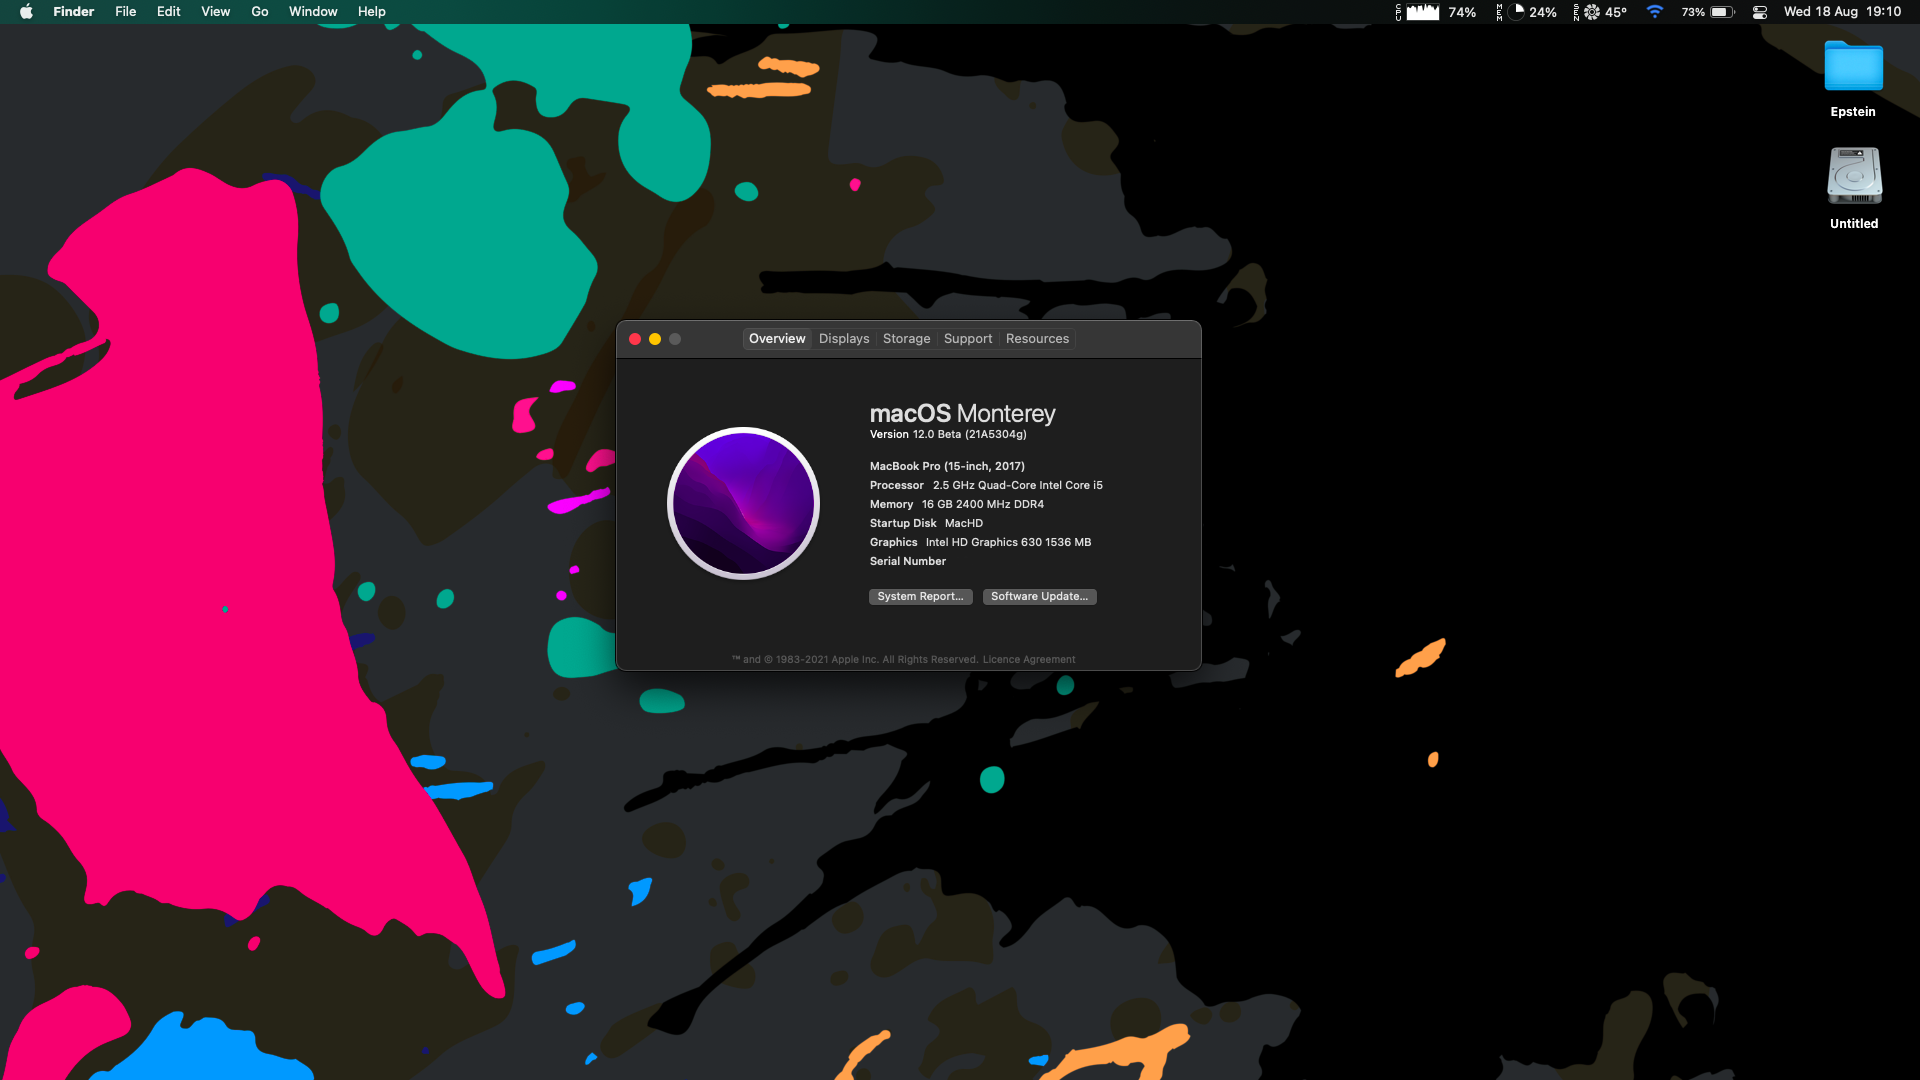 Finder File Edit View Go Window Help
CPU 74% MEM 24% SEN 45° 73% Wed 18 Aug 19:10
Epstein
Untitled
Overview Displays Storage Support Resources
macOS Monterey
Version 12.0 Beta (21A5304g)
MacBook Pro (15-inch, 2017)
Processor 2.5 GHz Quad-Core Intel Core i5
Memory 16 GB 2400 MHz DDR4
Startup Disk MacHD
Graphics Intel HD Graphics 630 1536 MB
Serial Number
System Report... Software Update...
™ and © 1983-2021 Apple Inc. All Rights Reserved. Licence Agreement